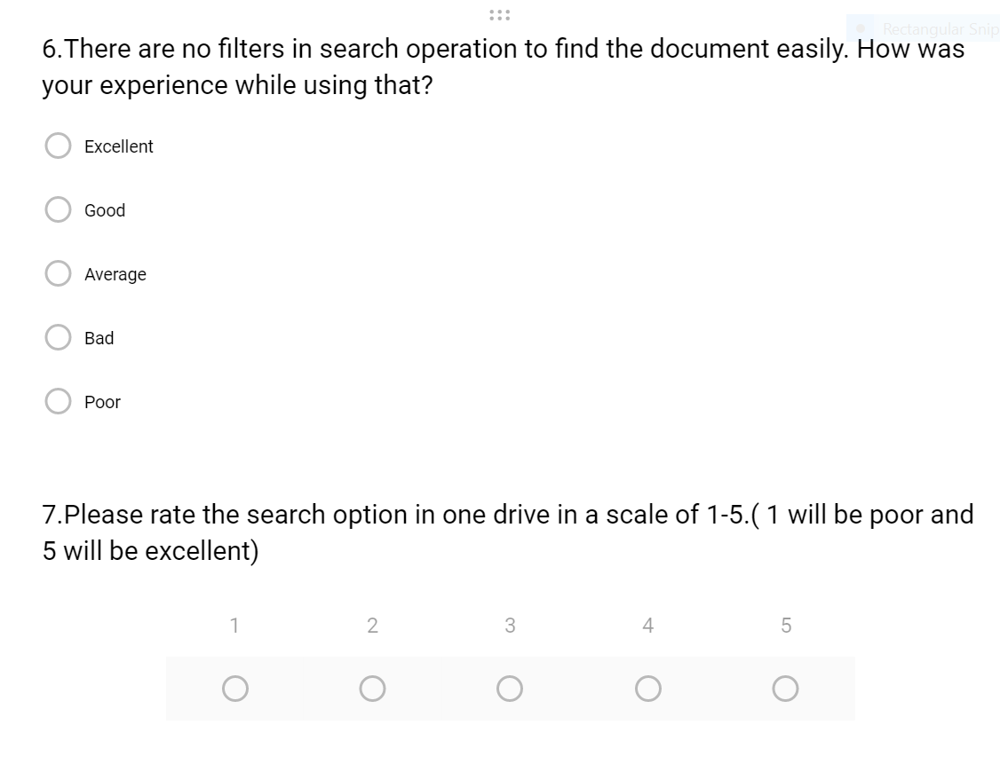 Rectangular Snip
6.There are no filters in search operation to find the document easily. How was
your experience while using that?
Excellent
Good
Average
Bad
Poor
7.Please rate the search option in one drive in a scale of 1-5.( 1 will be poor and
5 will be excellent)
1 2 3 4 5